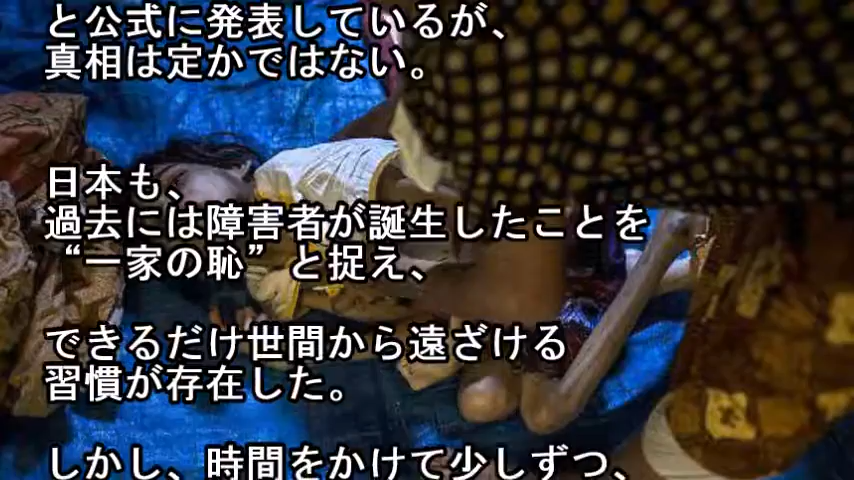 と公式に発表しているが、
真相は定かではない。
日本も、
過去には障害者が誕生したことを
“一家の恥”と捉え、
できるだけ世間から遠ざける
習慣が存在した。
しかし、時間をかけて少しずつ、